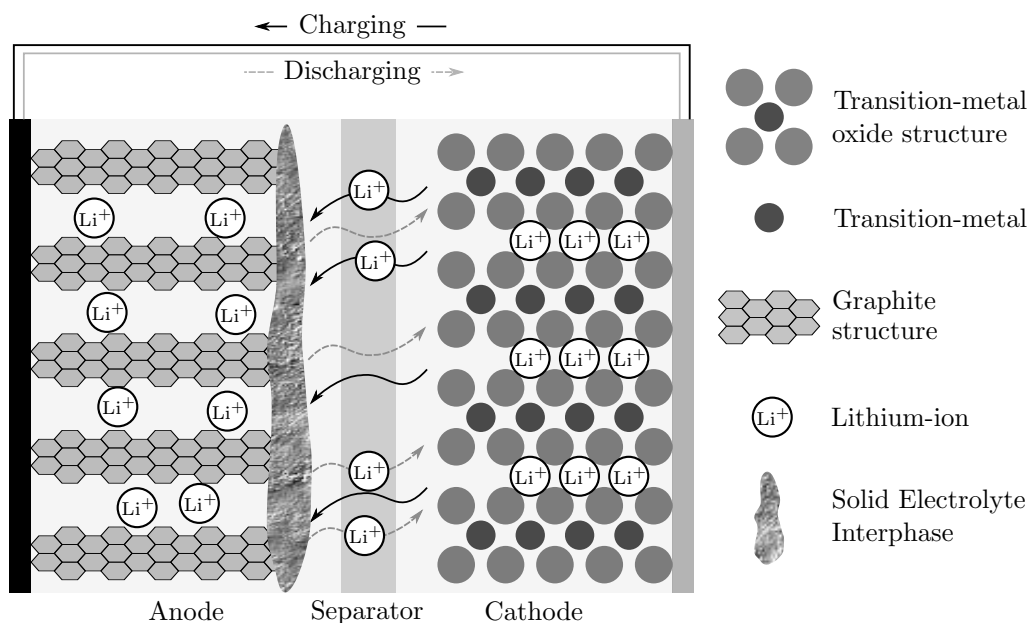 Charging
Discharging
Transition-metal
oxide structure
Li⁺
Li⁺ Li⁺
Transition-metal
Li⁺ Li⁺ Li⁺
Li⁺
Li⁺ Li⁺
Graphite
structure
Li⁺ Li⁺ Li⁺
Li⁺ Li⁺
Li⁺ Lithium-ion
Li⁺ Li⁺ Li⁺ Li⁺
Li⁺ Li⁺
Solid Electrolyte
Interphase
Li⁺
Anode Separator Cathode